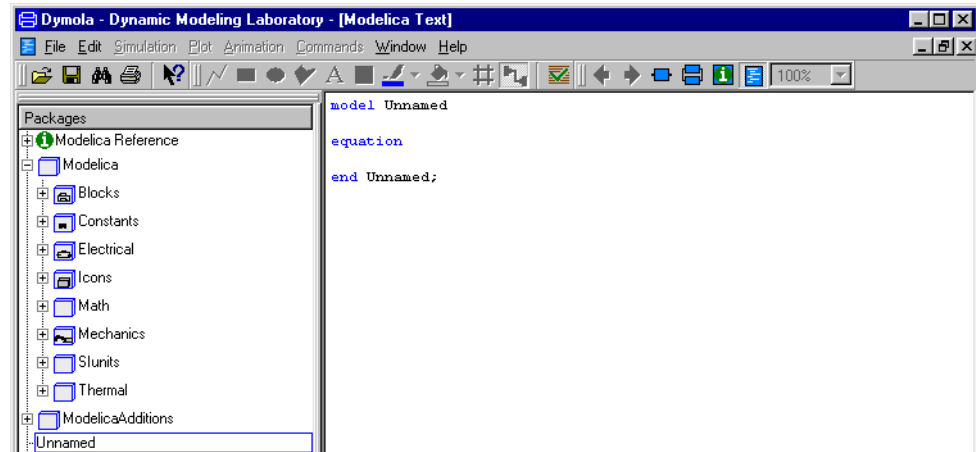 Dymola - Dynamic Modeling Laboratory - [Modelica Text]
File Edit Simulation Plot Animation Commands Window Help
A 100%
Packages
Modelica Reference
Modelica
Blocks
Constants
Electrical
Icons
Math
Mechanics
SIunits
Thermal
ModelicaAdditions
Unnamed
model Unnamed
equation
end Unnamed;